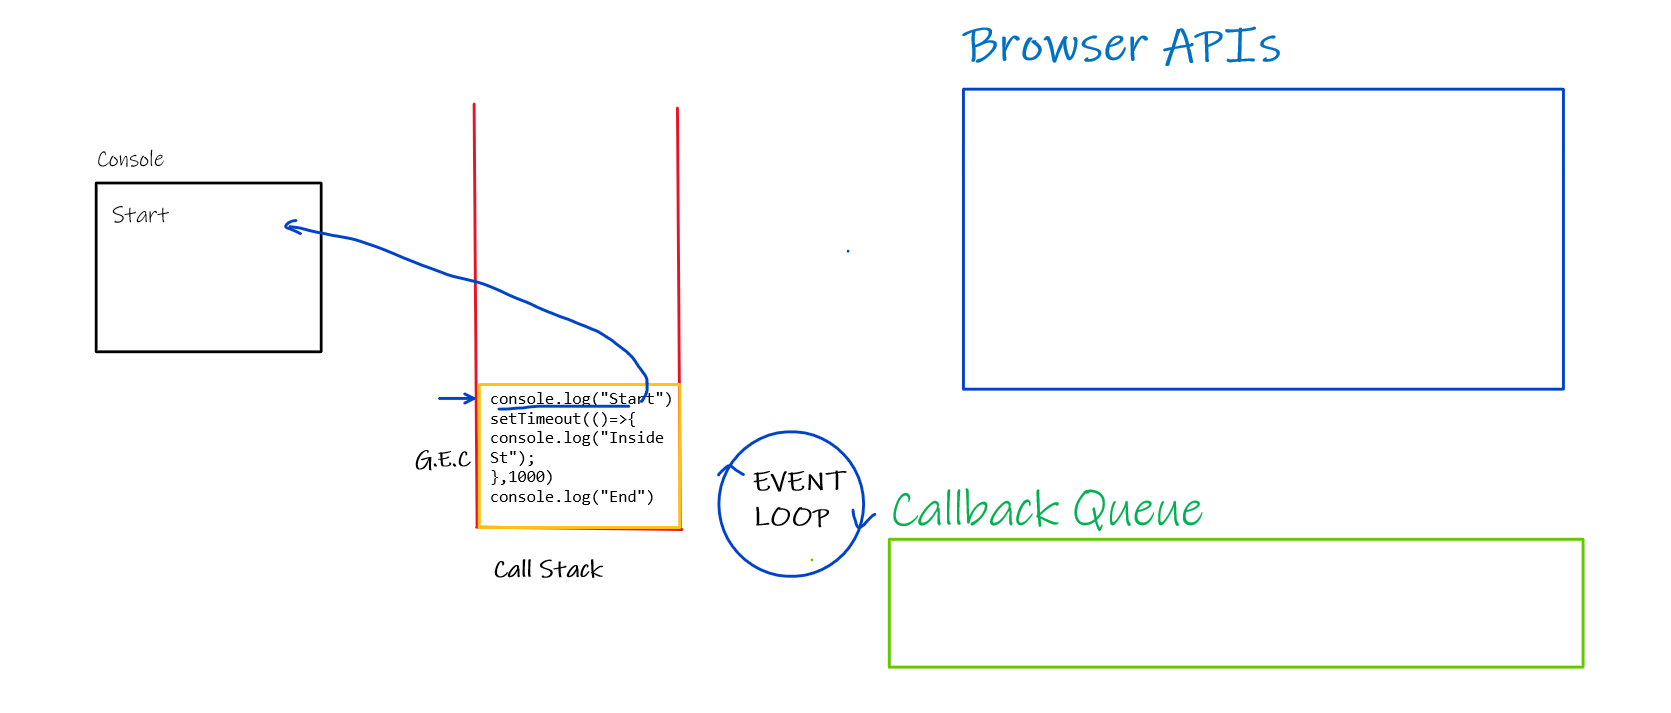 Browser APIs
Console
Start
console.log("Start")
setTimeout(()=>{
console.log("Inside
St");
},1000)
console.log("End")
G.E.C
EVENT
LOOP
Callback Queue
Call Stack